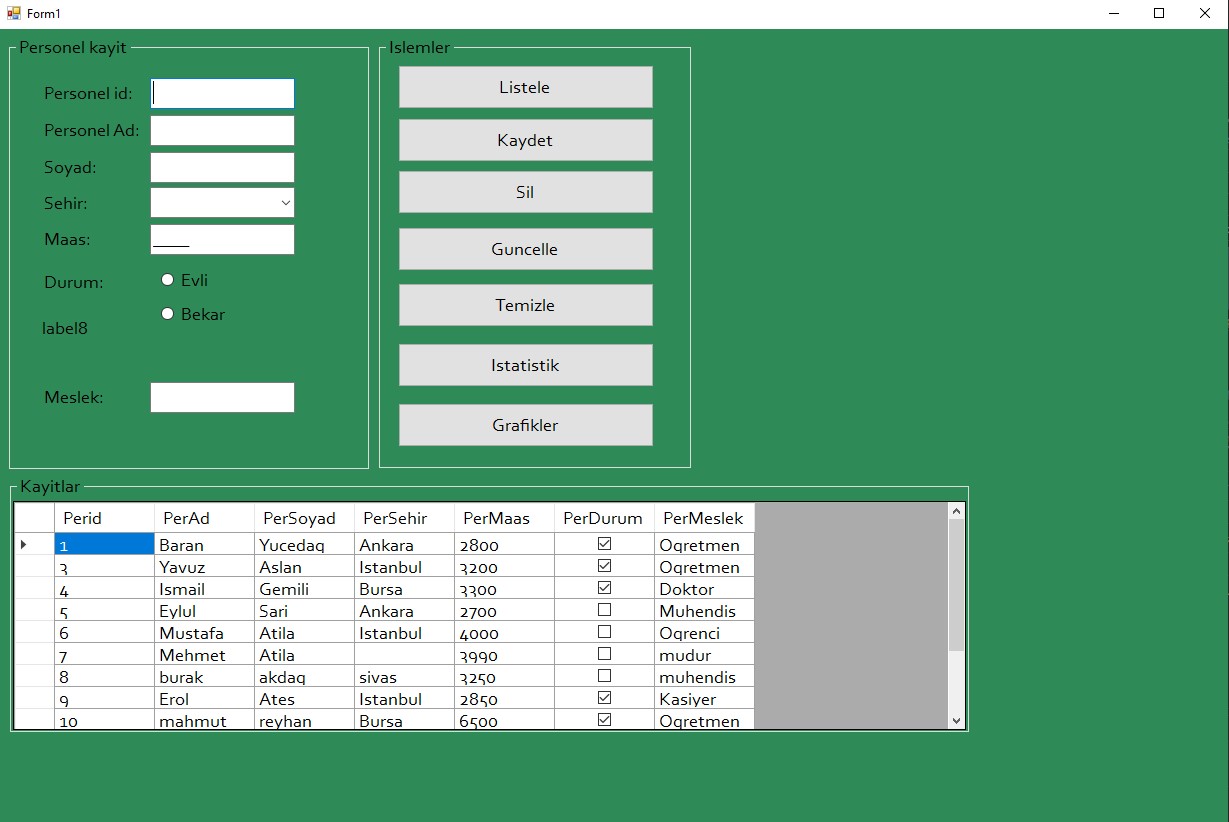 Form1
Personel kayit
Personel id:
Personel Ad:
Soyad:
Sehir:
Maas:
_____
Durum:
Evli
Bekar
label8
Meslek:
Islemler
Listele
Kaydet
Sil
Guncelle
Temizle
Istatistik
Grafikler
Kayitlar
Perid PerAd PerSoyad PerSehir PerMaas PerDurum PerMeslek
1 Baran Yucedag Ankara 2800 Ogretmen
3 Yavuz Aslan Istanbul 3200 Ogretmen
4 Ismail Gemili Bursa 3300 Doktor
5 Eylul Sari Ankara 2700 Muhendis
6 Mustafa Atila Istanbul 4000 Ogrenci
7 Mehmet Atila 3990 mudur
8 burak akdag sivas 3250 muhendis
9 Erol Ates Istanbul 2850 Kasiyer
10 mahmut reyhan Bursa 6500 Ogretmen